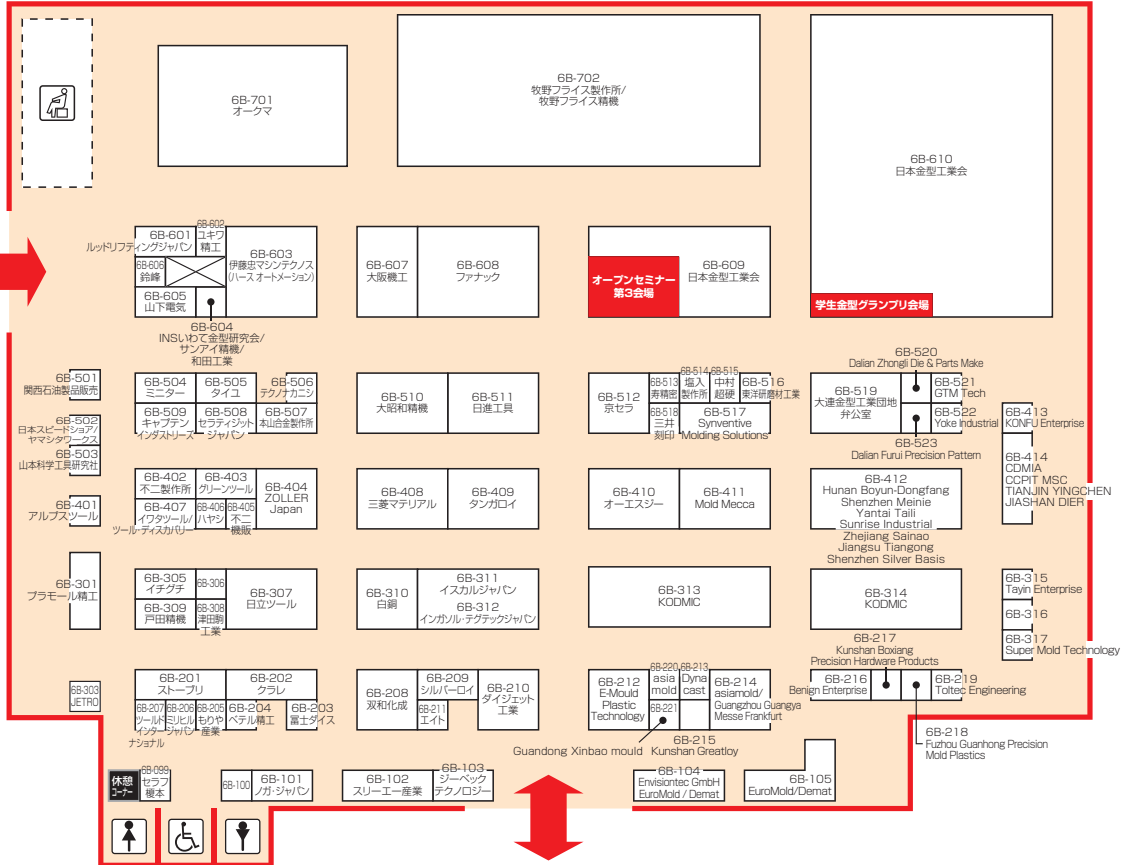 6B-701
オークマ
6B-702
牧野フライス製作所/
牧野フライス精機
6B-610
日本金型工業会
学生金型グランプリ会場
6B-601
ルッドリフティングジャパン
6B-602
ユキワ
精工
6B-603
伊藤忠マシンテクノス
(ハース オートメーション)
6B-606
鈴峰
6B-605
山下電気
6B-604
INSいわて金型研究会/
サンアイ精機/
和田工業
6B-607
大阪機工
6B-608
ファナック
オープンセミナー
第3会場
6B-609
日本金型工業会
6B-501
関西石油製品販売
6B-502
日本スピードショア/
ヤマシタワークス
6B-503
山本科学工具研究社
6B-504
ミニター
6B-505
タイユ
6B-506
テクノナカニシ
6B-509
キャプテン
インダストリーズ
6B-508
セラティジット
ジャパン
6B-507
本山合金製作所
6B-510
大昭和精機
6B-511
日進工具
6B-512
京セラ
6B-513
寿精密
6B-514
塩入
製作所
6B-515
中村
超硬
6B-516
東洋研磨材工業
6B-518
三井
刻印
6B-517
Synventive
Molding Solutions
6B-520
Dalian Zhongli Die & Parts Make
6B-519
大連金型工業団地
弁公室
6B-521
GTM Tech
6B-522
Yoke Industrial
6B-523
Dalian Furui Precision Pattern
6B-413
KONFU Enterprise
6B-414
CDMIA
CCPIT MSC
TIANJIN YINGCHEN
JIASHAN DIER
6B-401
アルプスツール
6B-402
不二製作所
6B-403
グリーンツール
6B-404
ZOLLER
Japan
6B-407
イワタツール/
ツール・ディスカバリー
6B-406
ハヤシ
6B-405
不二
機販
6B-408
三菱マテリアル
6B-409
タンガロイ
6B-410
オーエスジー
6B-411
Mold Mecca
6B-412
Hunan Boyun-Dongfang
Shenzhen Meinie
Yantai Taili
Sunrise Industrial
Zhejiang Sainao
Jiangsu Tiangong
Shenzhen Silver Basis
6B-301
プラモール精工
6B-305
イチグチ
6B-306
6B-307
日立ツール
6B-309
戸田精機
6B-308
津田駒
工業
6B-310
白銅
6B-311
イスカルジャパン
6B-312
インガソル・テグテックジャパン
6B-313
KODMIC
6B-314
KODMIC
6B-315
Tayin Enterprise
6B-316
6B-317
Super Mold Technology
6B-303
JETRO
6B-201
ストーブリ
6B-202
クラレ
6B-207
ツールド
インター
ナショナル
6B-206
ミリヒル
ジャパン
6B-205
もりや
産業
6B-204
ベテル精工
6B-203
冨士ダイス
6B-208
双和化成
6B-209
シルバーロイ
6B-211
エイト
6B-210
ダイジェット
工業
6B-212
E-Mould
Plastic
Technology
6B-220
asia
mold
6B-221
Guandong Xinbao mould
6B-213
Dyna
cast
6B-214
asiamold/
Guangzhou Guangya
Messe Frankfurt
6B-215
Kunshan Greatloy
6B-217
Kunshan Boxiang
Precision Hardware Products
6B-216
Benign Enterprise
6B-219
Toltec Engineering
6B-218
Fuzhou Guanhong Precision
Mold Plastics
休憩
コーナー
6B-099
セラフ
榎本
6B-100
6B-101
ノガ・ジャパン
6B-102
スリーエー産業
6B-103
ジーベック
テクノロジー
6B-104
Envisiontec GmbH
EuroMold / Demat
6B-105
EuroMold/Demat